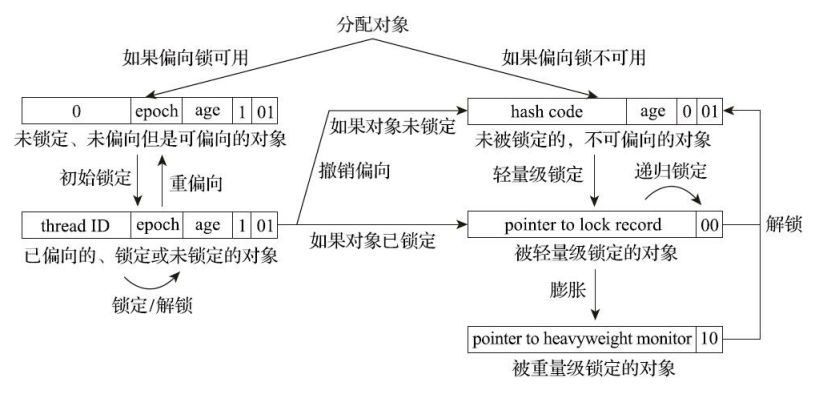 分配对象
如果偏向锁可用
如果偏向锁不可用
0 epoch age 1 01
未锁定、未偏向但是可偏向的对象
hash code age 0 01
未被锁定的，不可偏向的对象
如果对象未锁定
撤销偏向
初始锁定
重偏向
轻量级锁定
递归锁定
thread ID epoch age 1 01
已偏向的、锁定或未锁定的对象
锁定/解锁
如果对象已锁定
pointer to lock record 00
被轻量级锁定的对象
解锁
膨胀
pointer to heavyweight monitor 10
被重量级锁定的对象